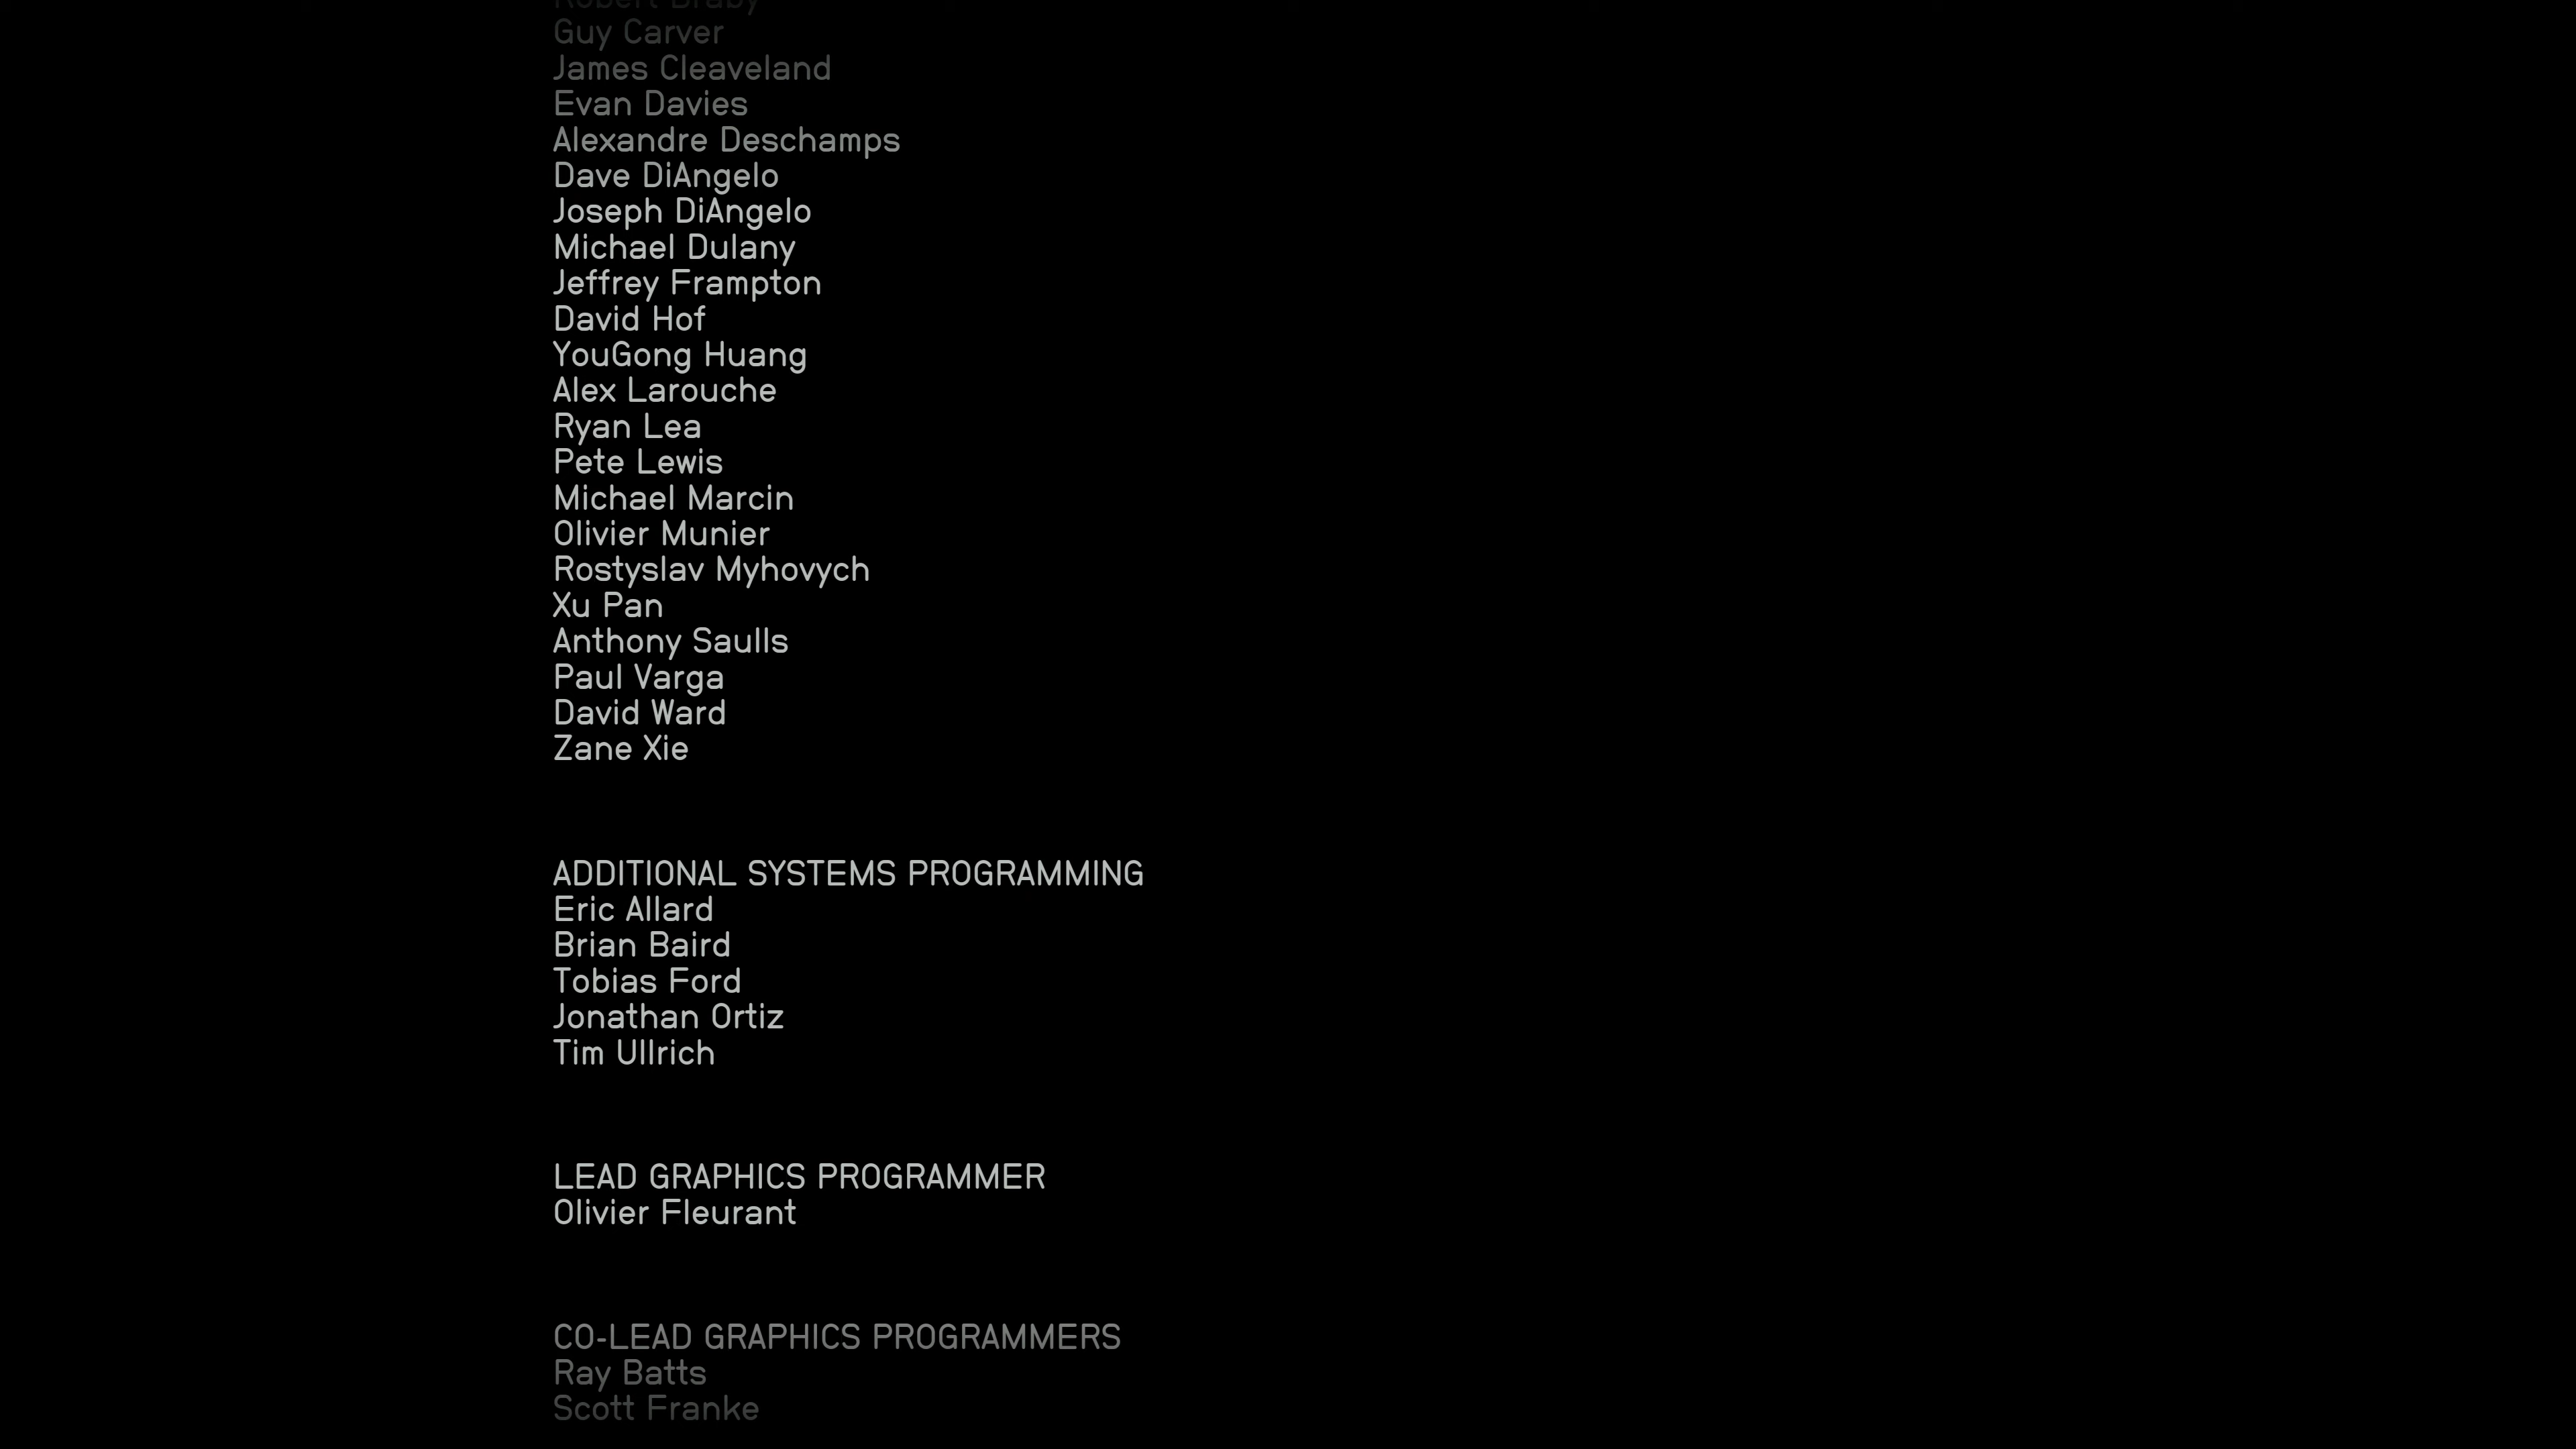 Robert Braby
Guy Carver
James Cleaveland
Evan Davies
Alexandre Deschamps
Dave DiAngelo
Joseph DiAngelo
Michael Dulany
Jeffrey Frampton
David Hof
YouGong Huang
Alex Larouche
Ryan Lea
Pete Lewis
Michael Marcin
Olivier Munier
Rostyslav Myhovych
Xu Pan
Anthony Saulls
Paul Varga
David Ward
Zane Xie
ADDITIONAL SYSTEMS PROGRAMMING
Eric Allard
Brian Baird
Tobias Ford
Jonathan Ortiz
Tim Ullrich
LEAD GRAPHICS PROGRAMMER
Olivier Fleurant
CO-LEAD GRAPHICS PROGRAMMERS
Ray Batts
Scott Franke